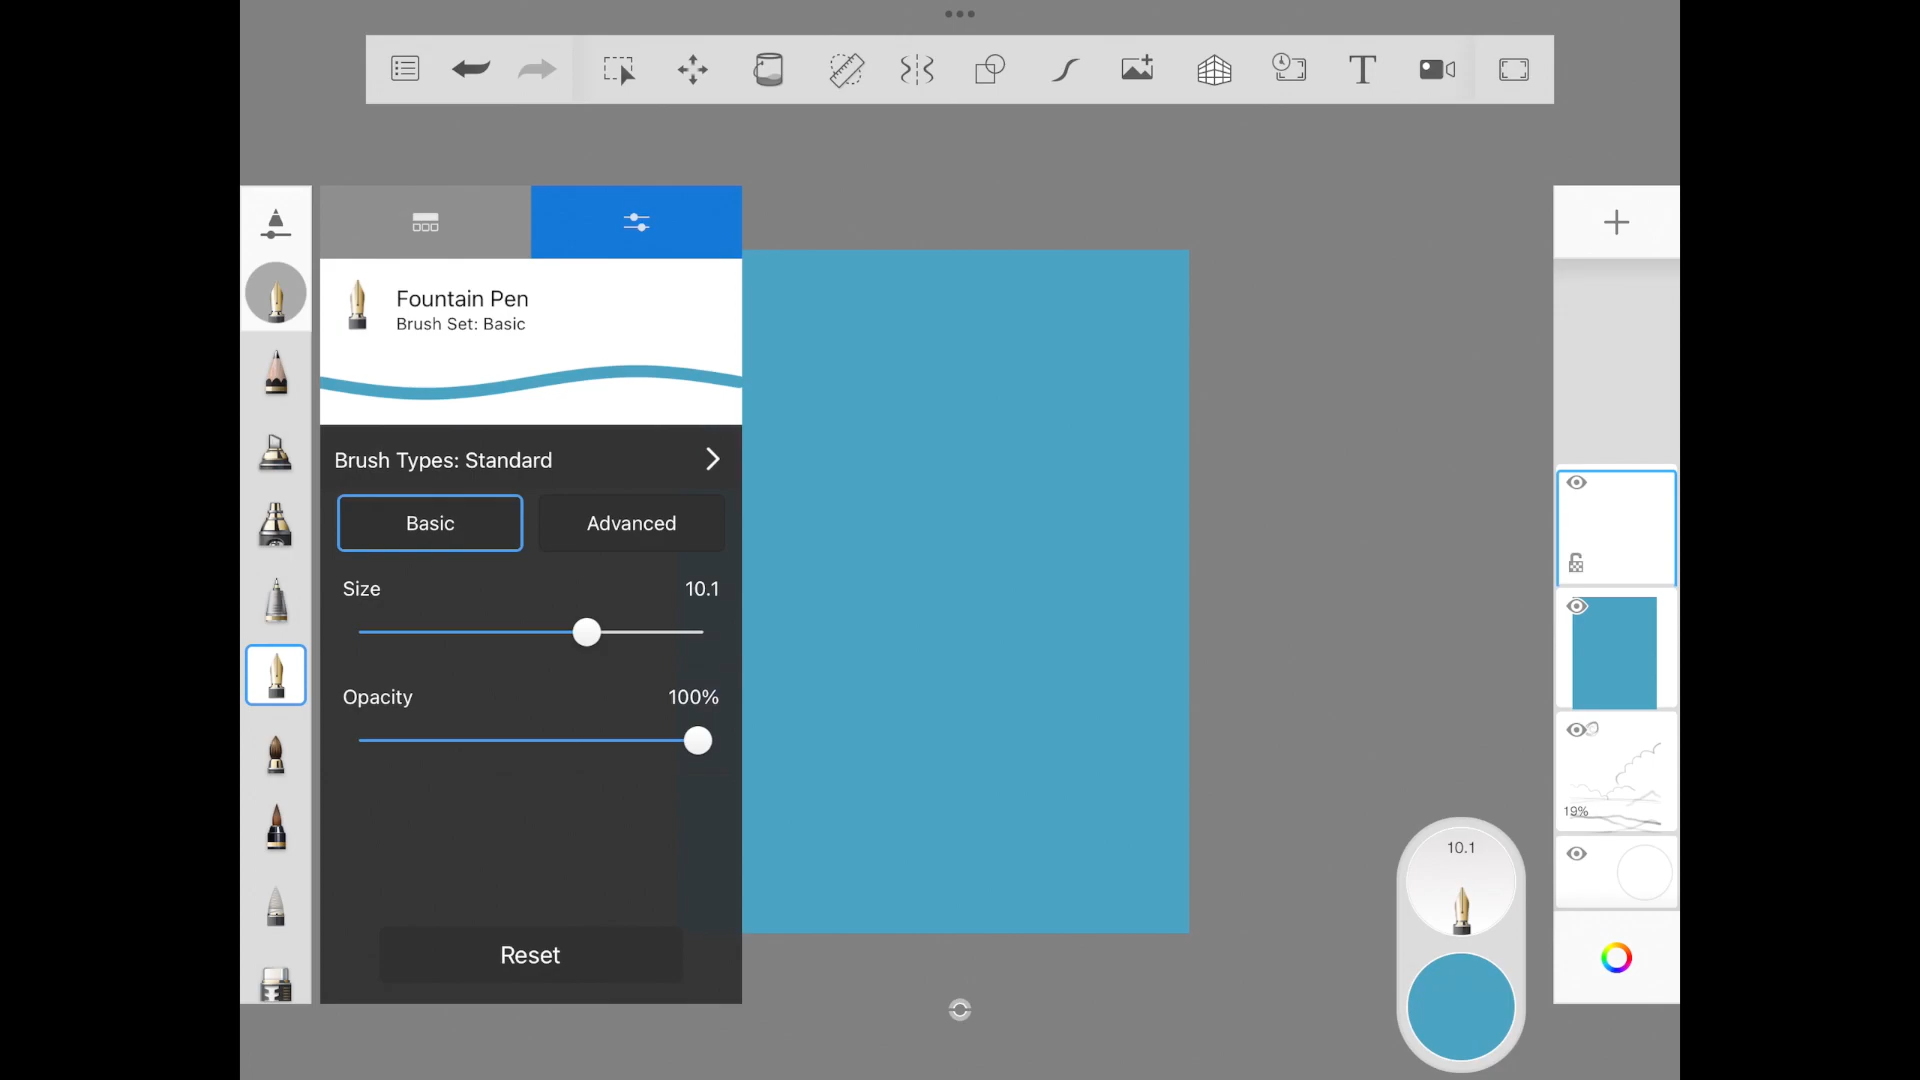 Fountain Pen
Brush Set: Basic
Brush Types: Standard
Basic
Advanced
Size
10.1
Opacity
100%
Reset
19%
10.1